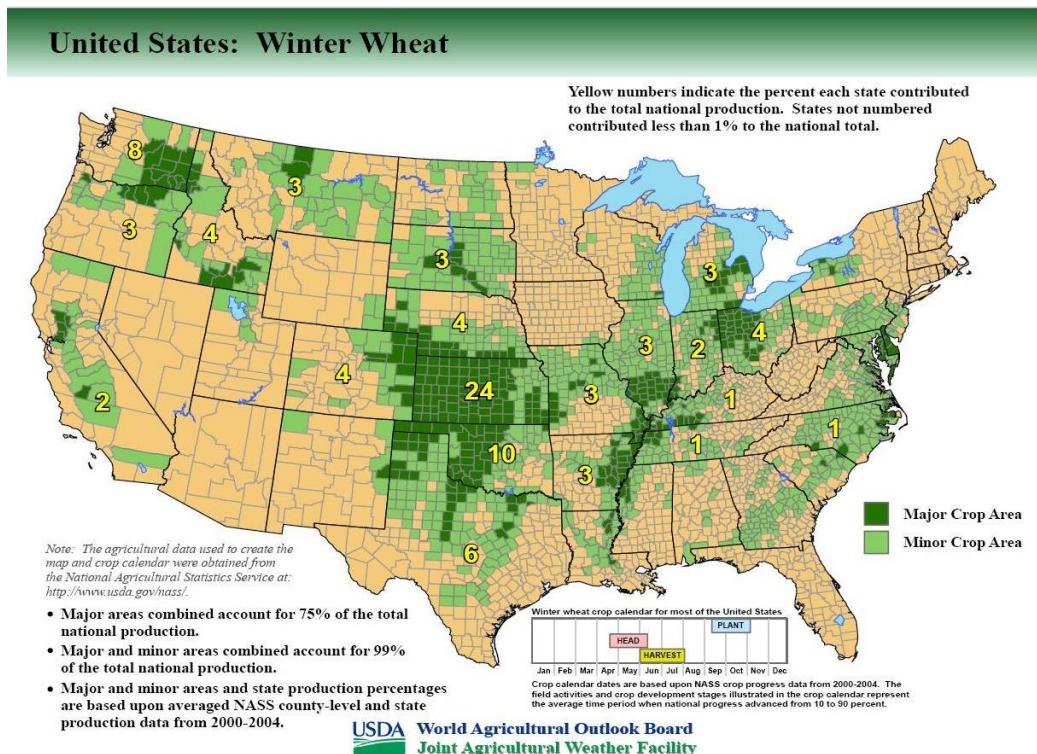 United States:  Winter Wheat
Yellow numbers indicate the percent each state contributed
to the total national production.  States not numbered
contributed less than 1% to the national total.
8
3
3
4
3
3
4
4
3
2
4
24
3
2
1
10
3
1
1
6
Major Crop Area
Minor Crop Area
Note:  The agricultural data used to create the
map and crop calendar were obtained from
the National Agricultural Statistics Service at:
http://www.usda.gov/nass/.
• Major areas combined account for 75% of the total
national production.
• Major and minor areas combined account for 99%
of the total national production.
• Major and minor areas and state production percentages
are based upon averaged NASS county-level and state
production data from 2000-2004.
Winter wheat crop calendar for most of the United States
PLANT
HEAD
HARVEST
Jan Feb Mar Apr May Jun Jul Aug Sep Oct Nov Dec
Crop calendar dates are based upon NASS crop progress data from 2000-2004.  The
field activities and crop development stages illustrated in the crop calendar represent
the average time period when national progress advanced from 10 to 90 percent.
USDA World Agricultural Outlook Board
Joint Agricultural Weather Facility